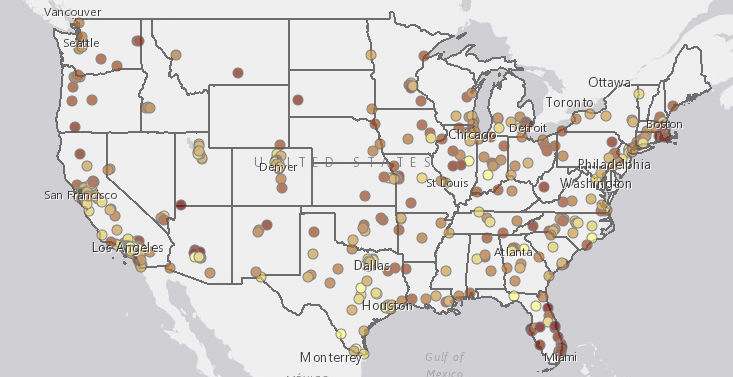 Vancouver
Seattle
Ottawa
Toronto
Boston
Chicago
Detroit
UNITED STATES
Denver
Philadelphia
St Louis
Washington
San Francisco
Los Angeles
Atlanta
Dallas
Houston
Monterrey
Miami
Gulf of
Mexico
MÉXICO